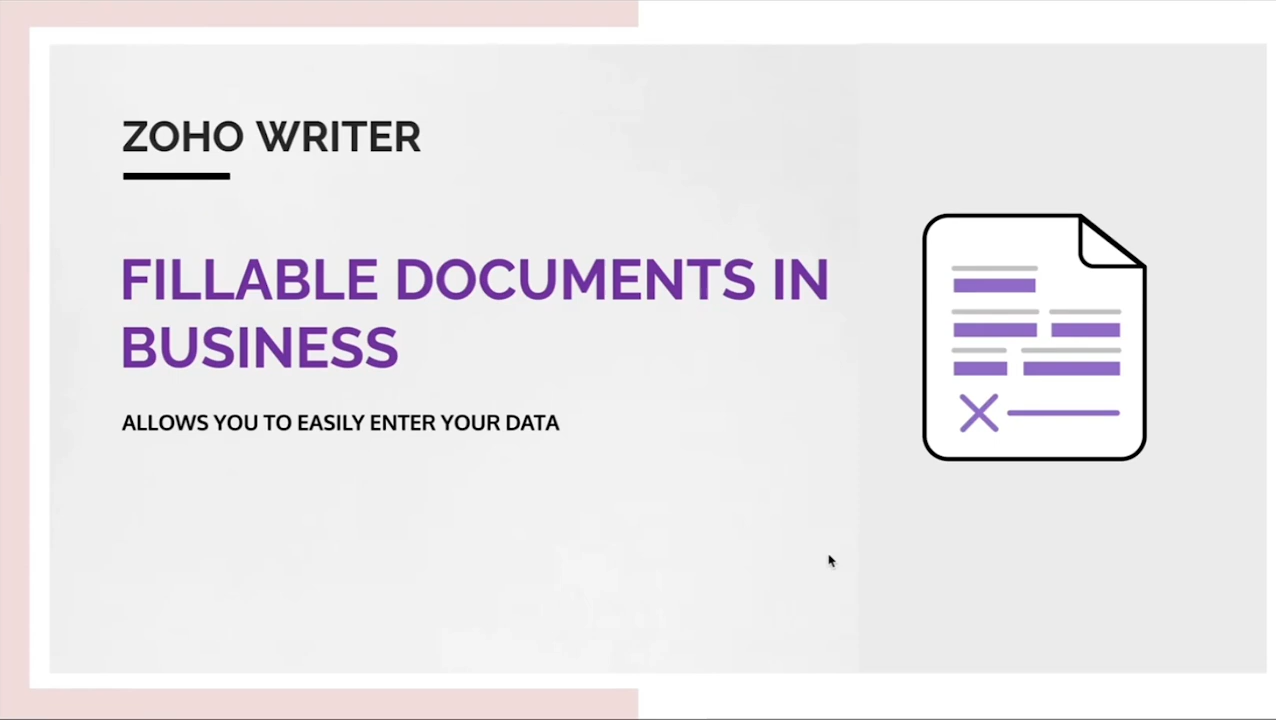 ZOHO WRITER
FILLABLE DOCUMENTS IN
BUSINESS
ALLOWS YOU TO EASILY ENTER YOUR DATA